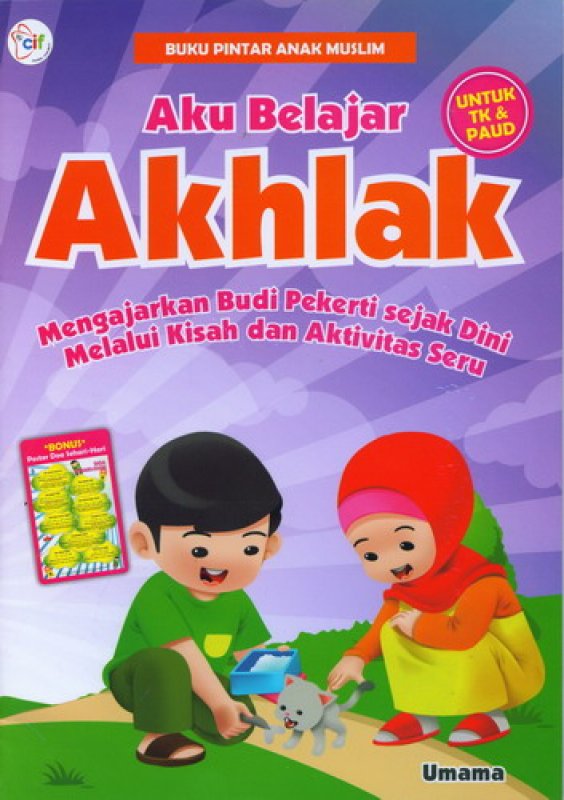 cif
BUKU PINTAR ANAK MUSLIM
Aku Belajar
UNTUK
TK &
PAUD
Akhlak
Mengajarkan Budi Pekerti sejak Dini
Melalui Kisah dan Aktivitas Seru
"BONUS"
Poster Doa Sehari-Hari
Umama